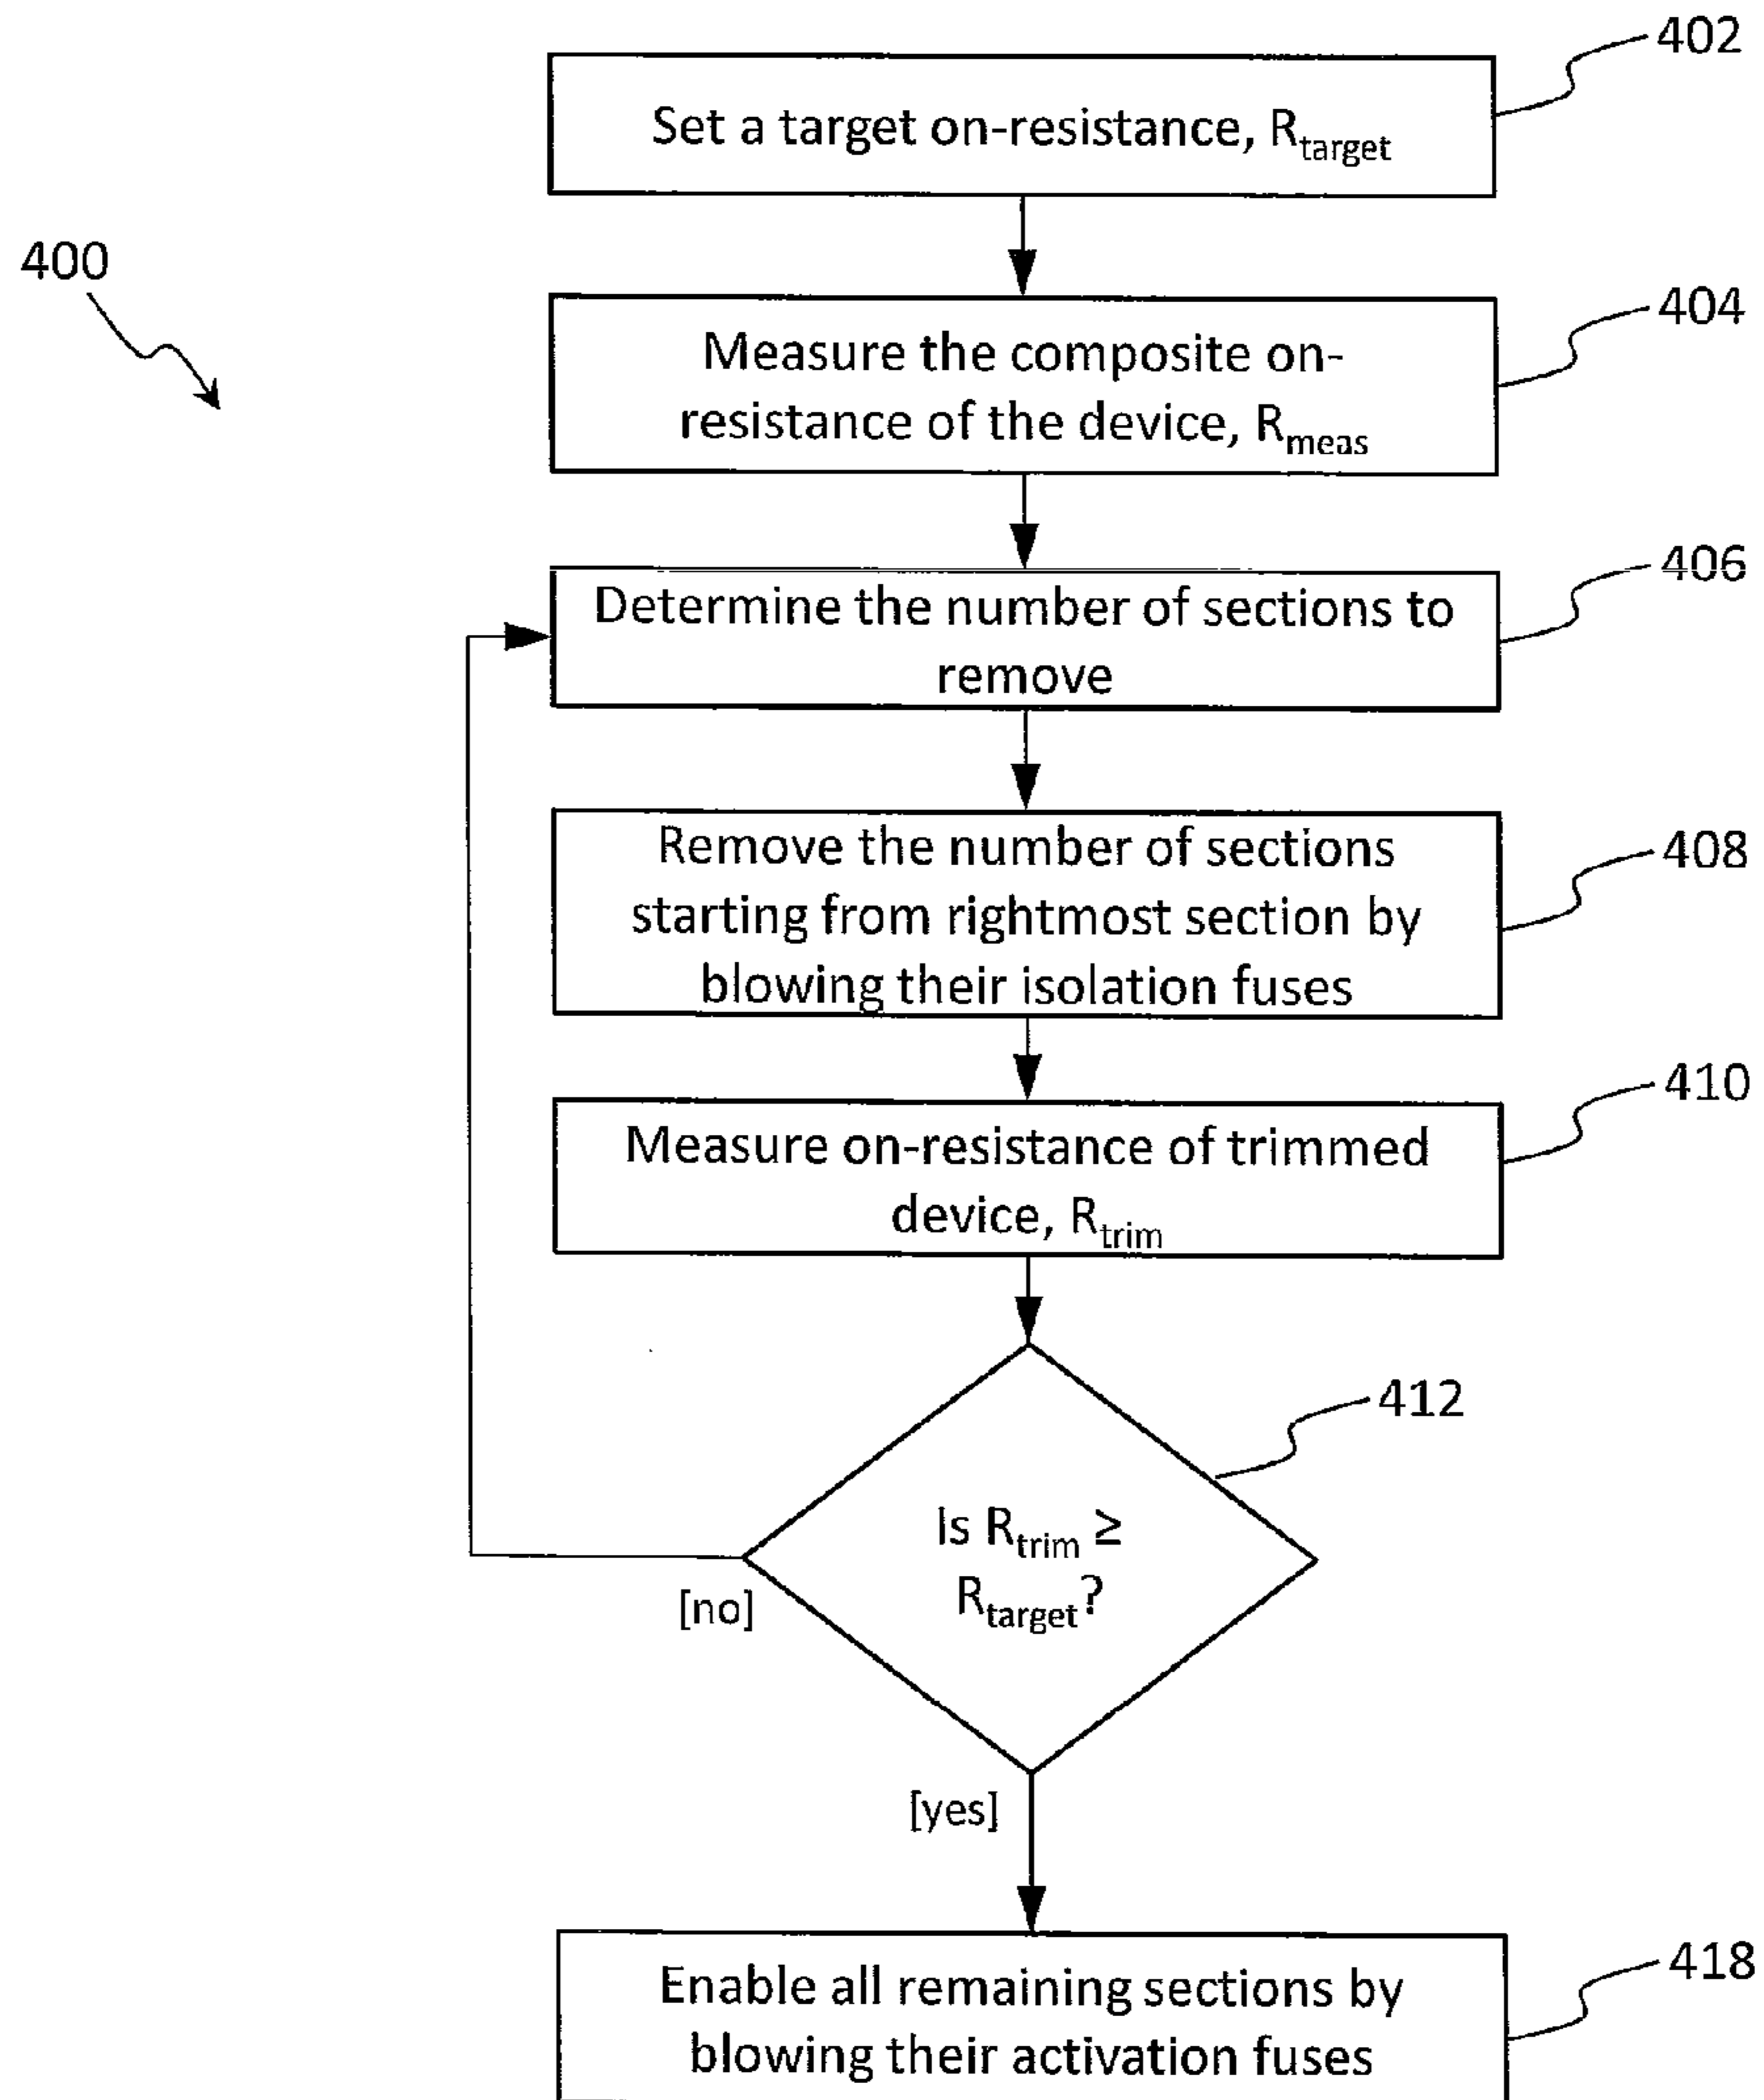 402
Set a target on-resistance, Rtarget
400
404
Measure the composite on-
resistance of the device, Rmeas
406
Determine the number of sections to
remove
408
Remove the number of sections
starting from rightmost section by
blowing their isolation fuses
410
Measure on-resistance of trimmed
device, Rtrim
412
Is Rtrim ≥
Rtarget?
[no]
[yes]
418
Enable all remaining sections by
blowing their activation fuses